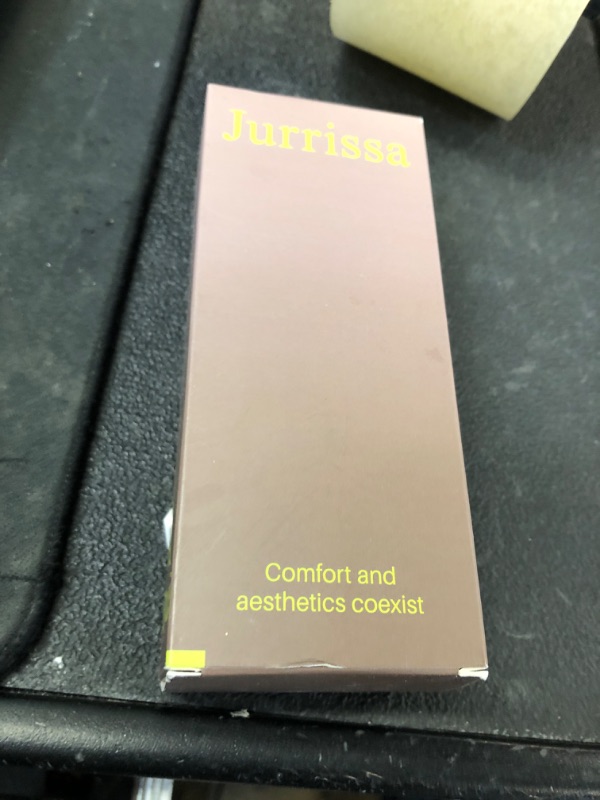 Jurrissa
Comfort and
aesthetics coexist